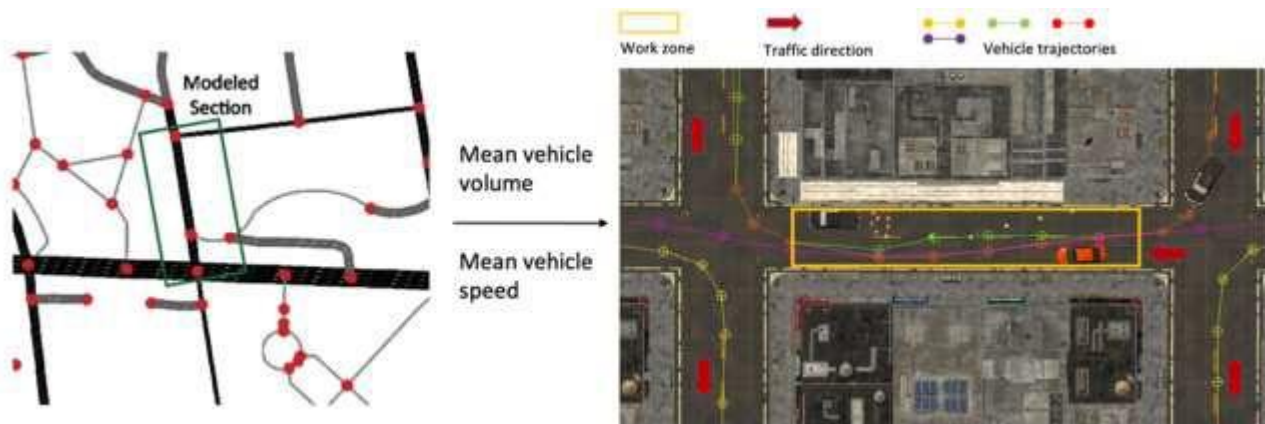 Modeled
Section
Mean vehicle
volume
Mean vehicle
speed
Work zone
Traffic direction
Vehicle trajectories